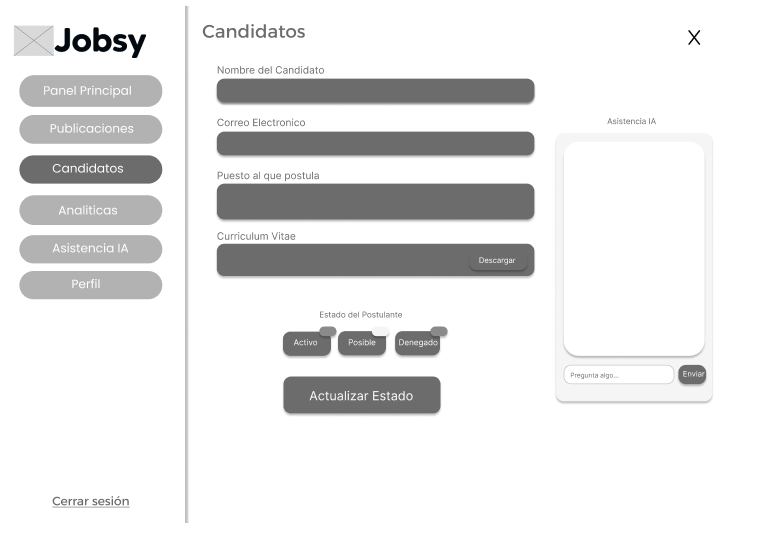 Jobsy
Panel Principal
Publicaciones
Candidatos
Analiticas
Asistencia IA
Perfil
Cerrar sesión
Candidatos
X
Nombre del Candidato
Correo Electronico
Puesto al que postula
Curriculum Vitae
Descargar
Estado del Postulante
Activo
Posible
Denegado
Actualizar Estado
Asistencia IA
Pregunta algo...
Enviar